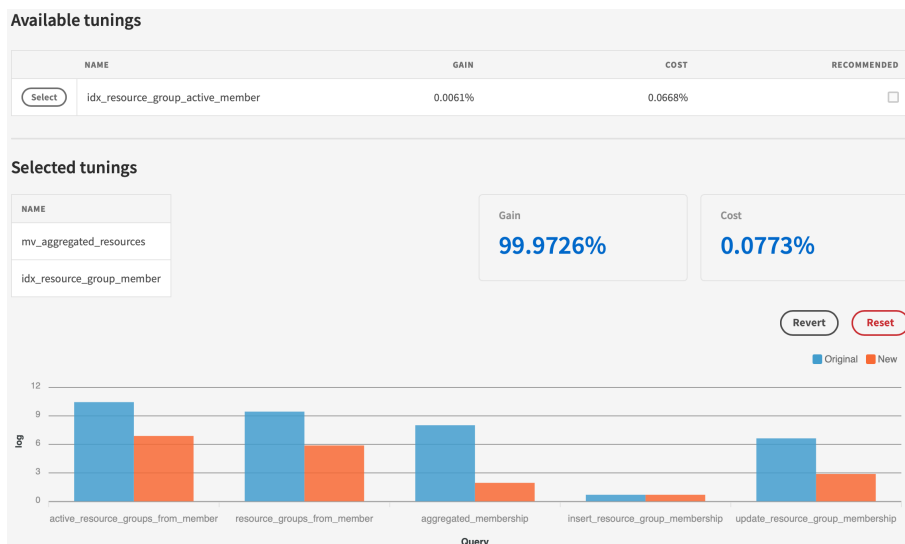 Available tunings
NAME GAIN COST RECOMMENDED
Select idx_resource_group_active_member 0.0061% 0.0668%
Selected tunings
NAME
mv_aggregated_resources
idx_resource_group_member
Gain
99.9726%
Cost
0.0773%
Revert Reset
Original New
12
9
6
3
0
log
active_resource_groups_from_member resource_groups_from_member aggregated_membership insert_resource_group_membership update_resource_group_membership
Query